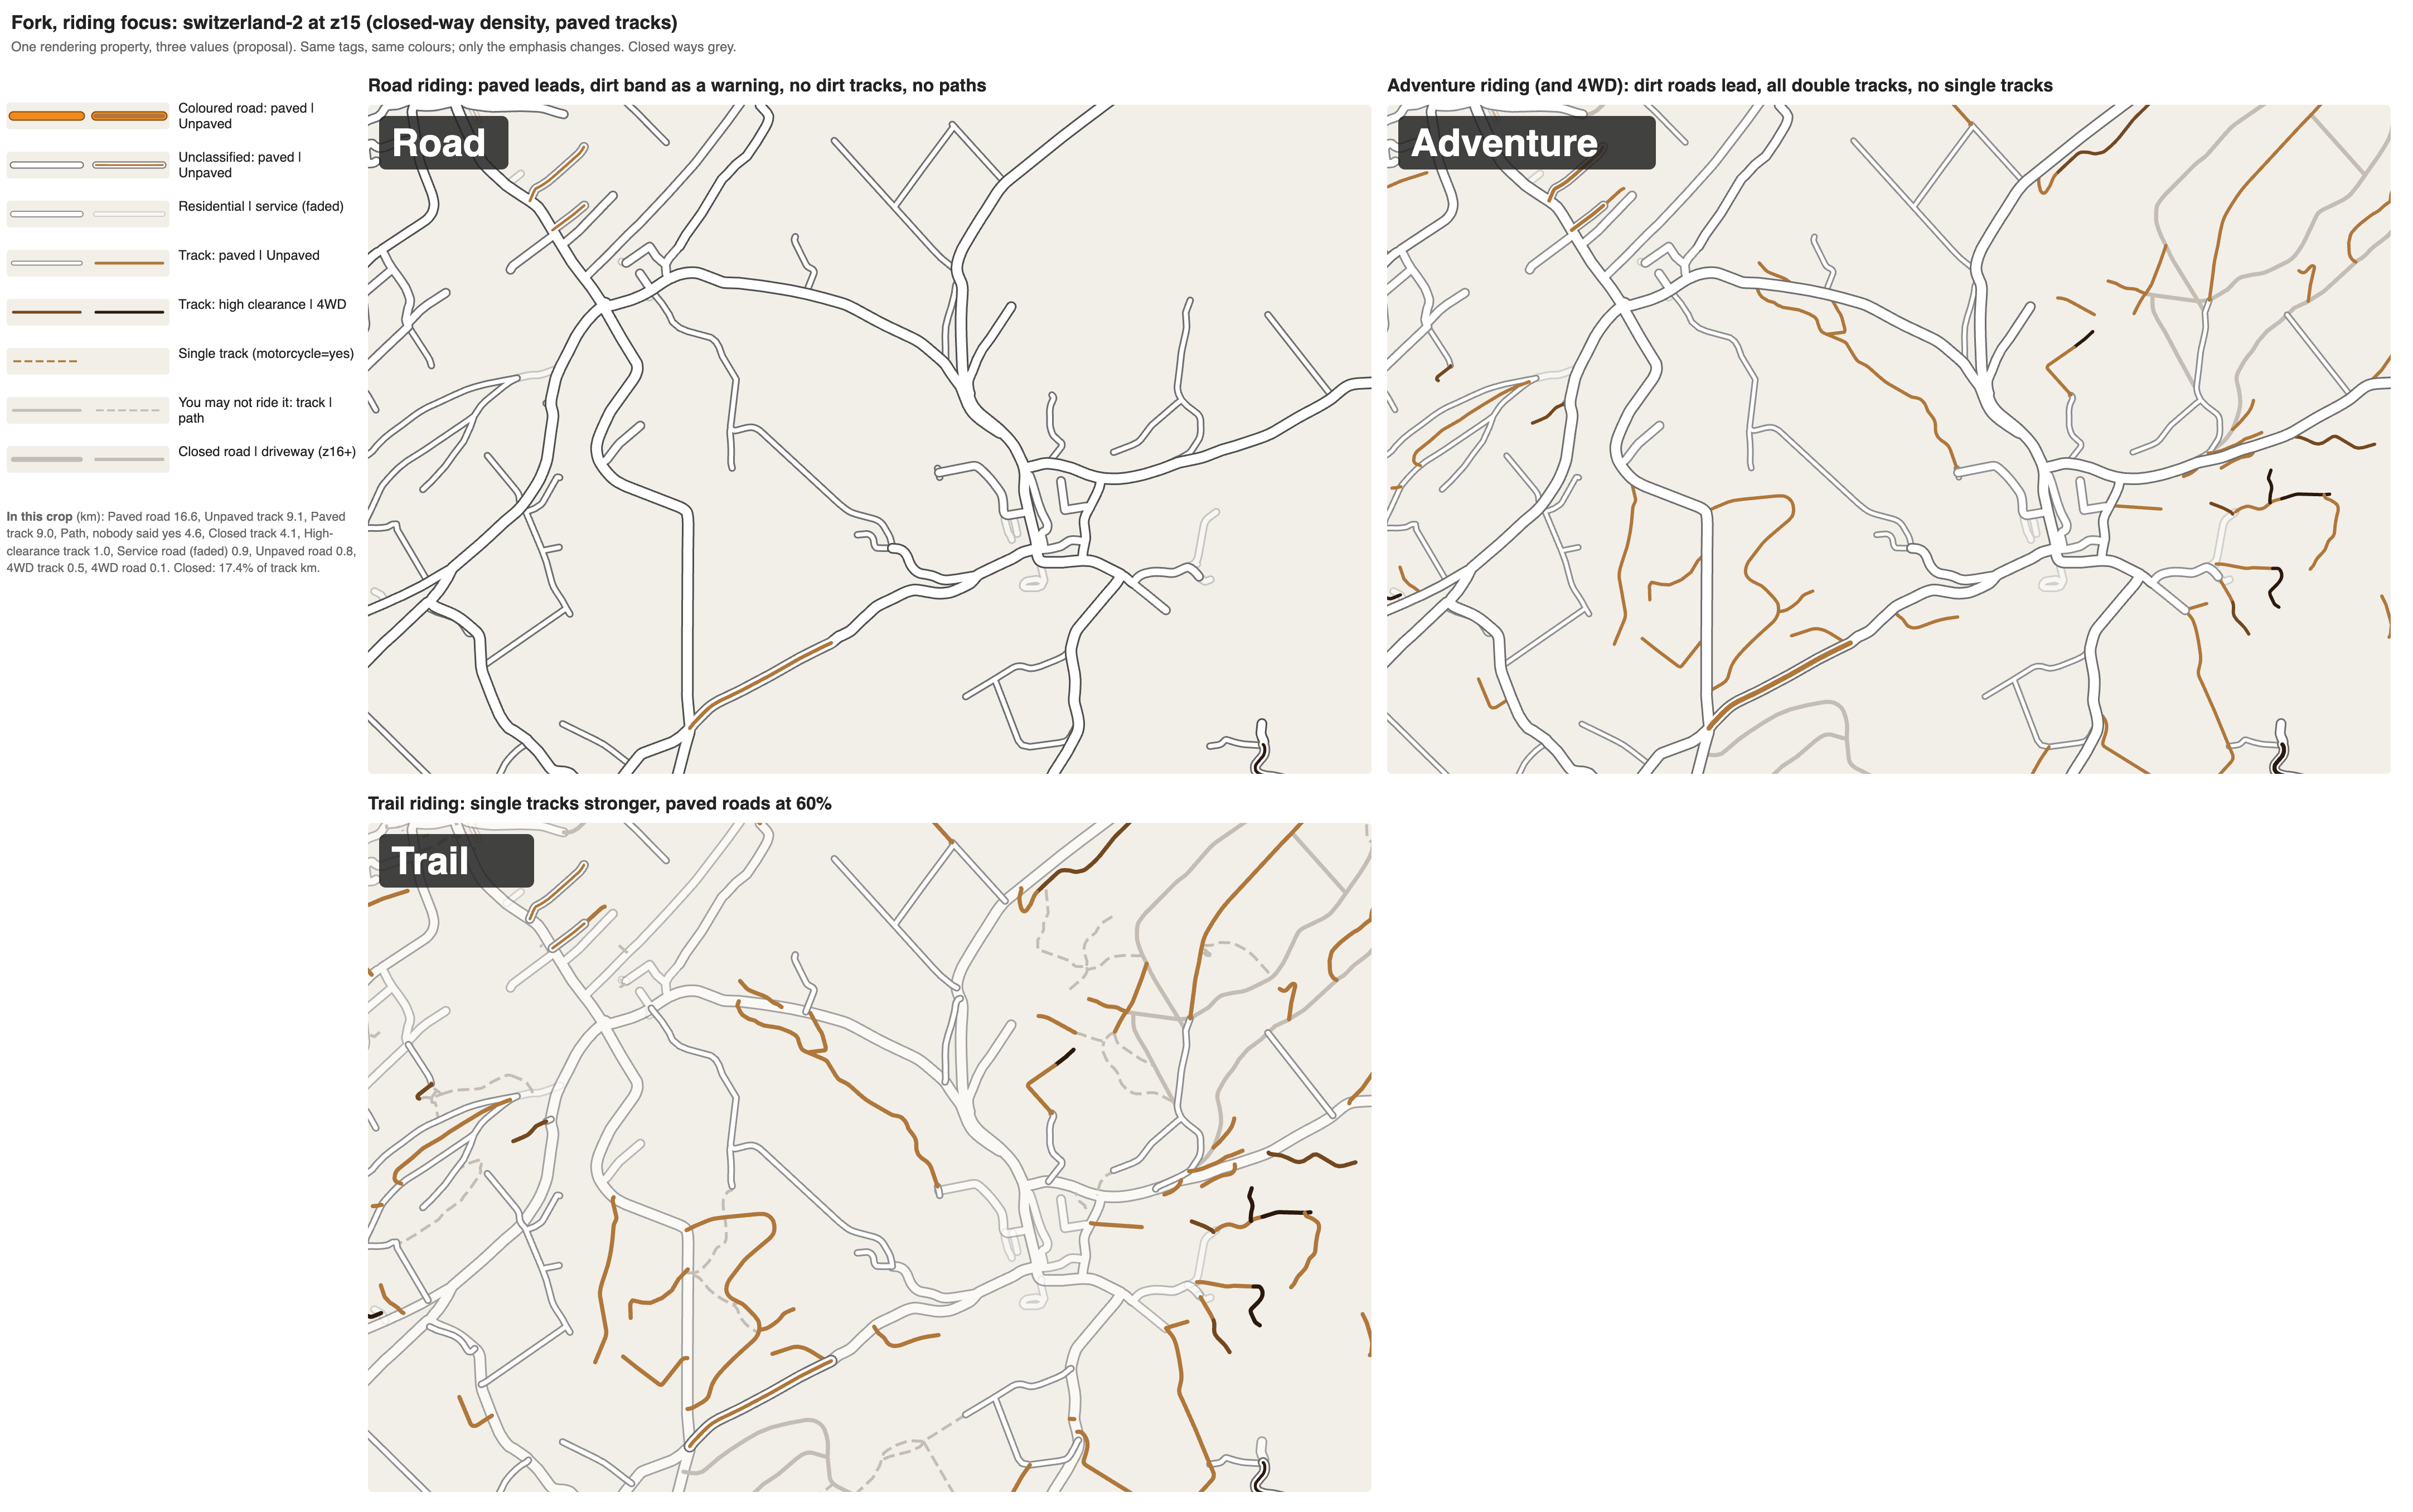 Fork, riding focus: switzerland-2 at z15 (closed-way density, paved tracks)
One rendering property, three values (proposal). Same tags, same colours; only the emphasis changes. Closed ways grey.
Road riding: paved leads, dirt band as a warning, no dirt tracks, no paths
Adventure riding (and 4WD): dirt roads lead, all double tracks, no single tracks
Coloured road: paved |
Unpaved
Unclassified: paved |
Unpaved
Residential | service (faded)
Track: paved | Unpaved
Track: high clearance | 4WD
Single track (motorcycle=yes)
You may not ride it: track |
path
Closed road | driveway (z16+)
In this crop (km): Paved road 16.6, Unpaved track 9.1, Paved
track 9.0, Path, nobody said yes 4.6, Closed track 4.1, High-
clearance track 1.0, Service road (faded) 0.9, Unpaved road 0.8,
4WD track 0.5, 4WD road 0.1. Closed: 17.4% of track km.
Road
Adventure
Trail riding: single tracks stronger, paved roads at 60%
Trail